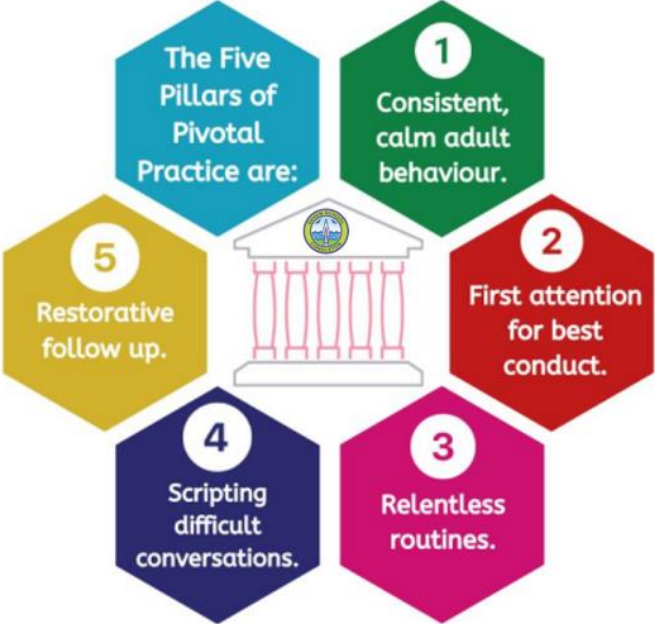 The Five
Pillars of
Pivotal
Practice are:
1
Consistent,
calm adult
behaviour.
2
First attention
for best
conduct.
3
Relentless
routines.
4
Scripting
difficult
conversations.
5
Restorative
follow up.